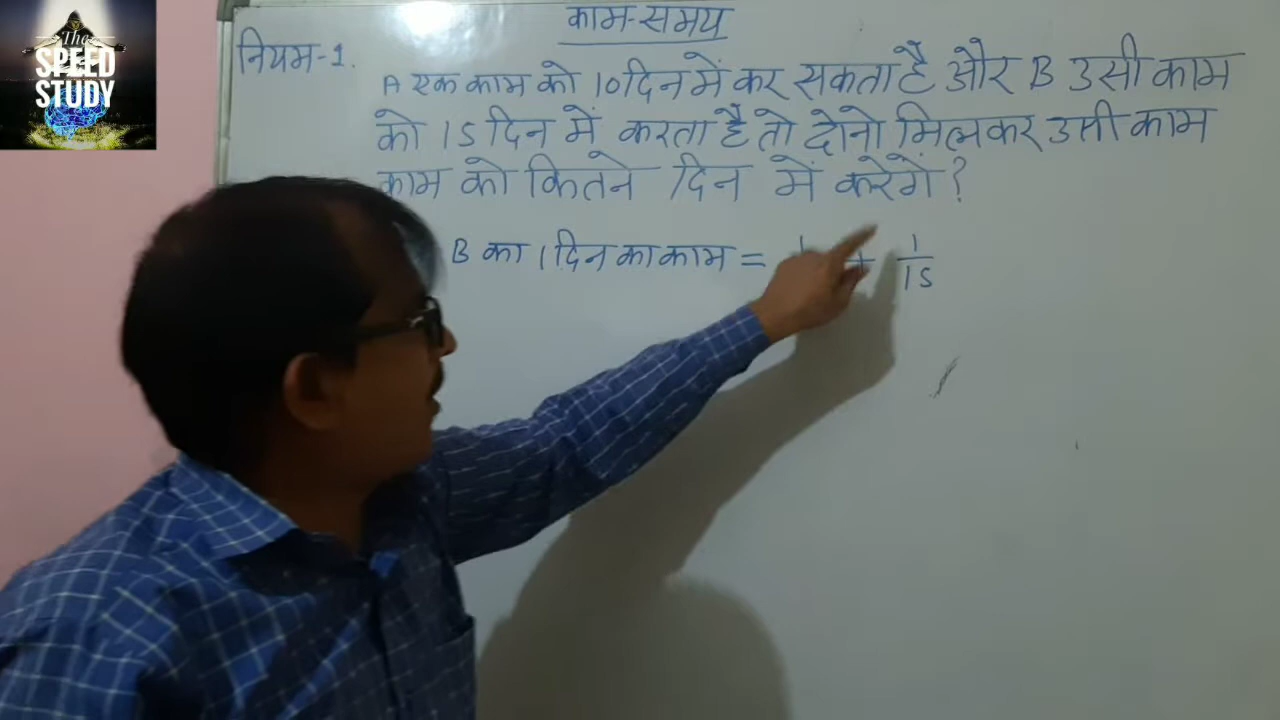 The
SPEED
STUDY
काम-समय
नियम-1.
A एक काम को 10 दिन में कर सकता है और B उसी काम
को 15 दिन में करता है तो दोनो मिलकर उसी काम
काम को कितने दिन में करेगें?
B का 1 दिन का काम = 1 + 1
15